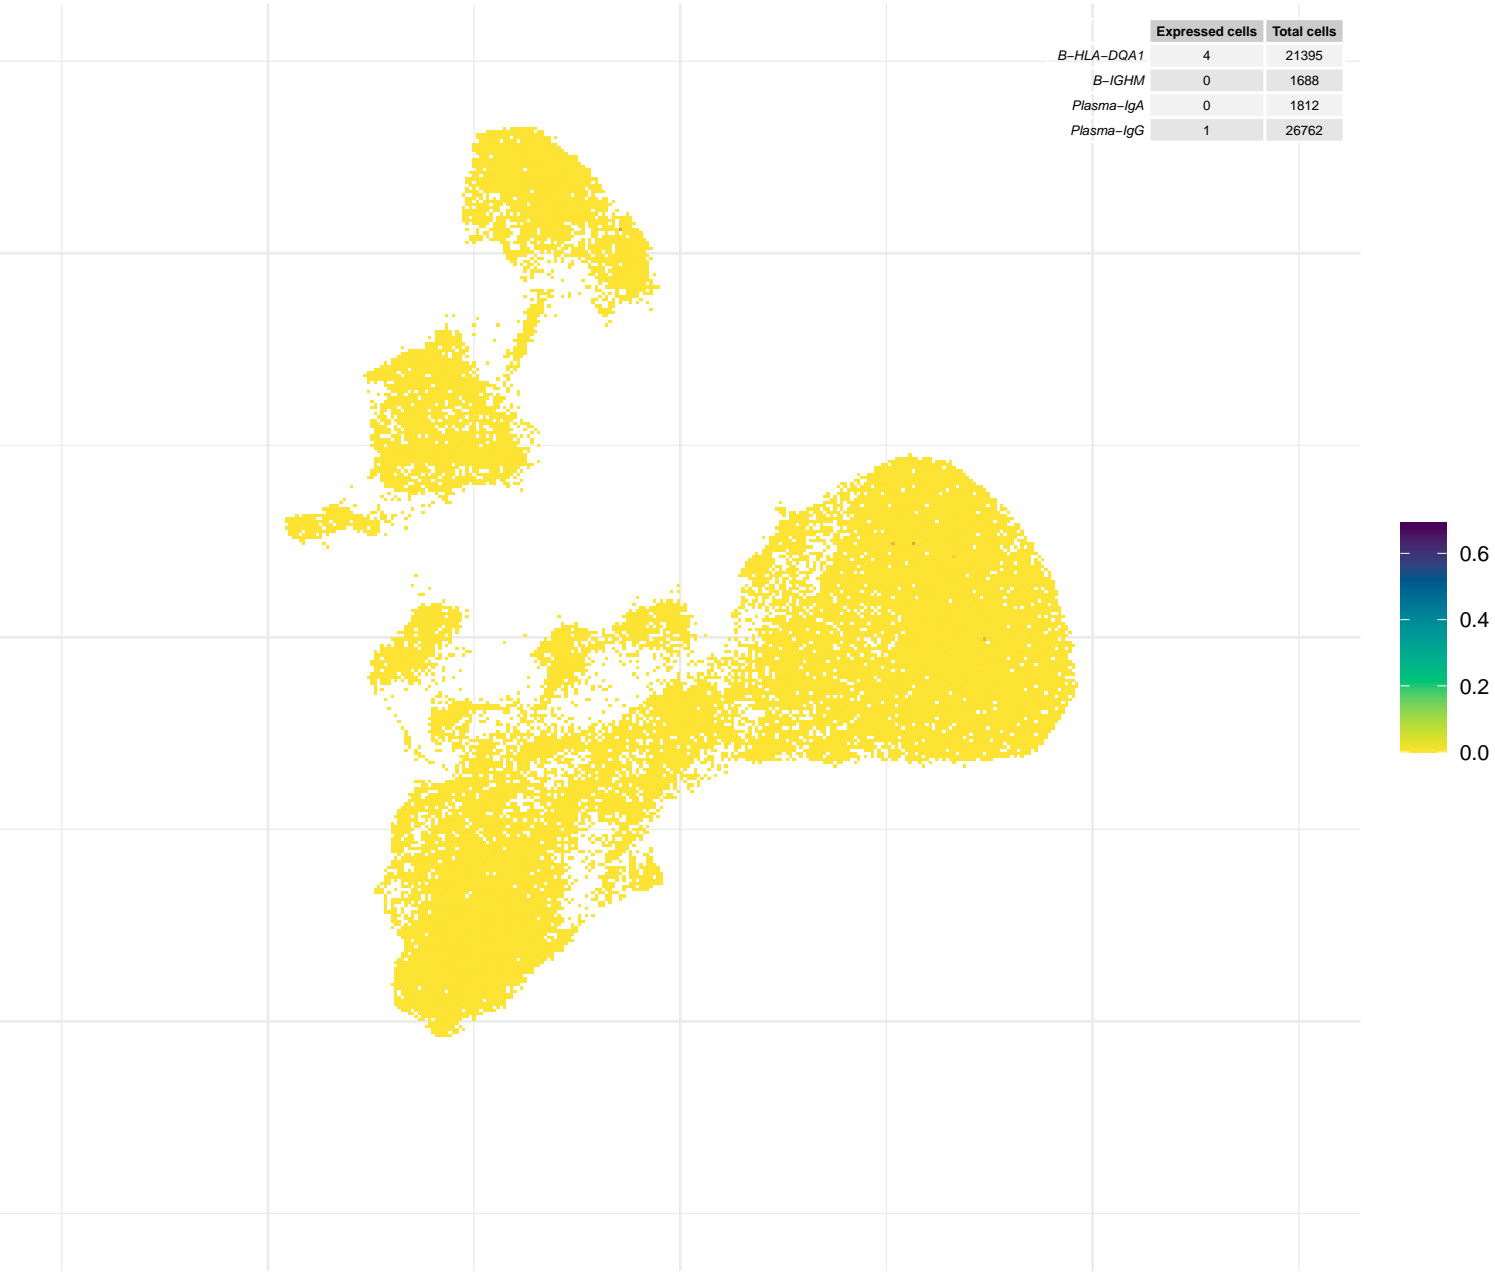 Expressed cells Total cells
B−HLA−DQA1 4 21395
B−IGHM 0 1688
Plasma−IgA 0 1812
Plasma−IgG 1 26762
0.6
0.4
0.2
0.0